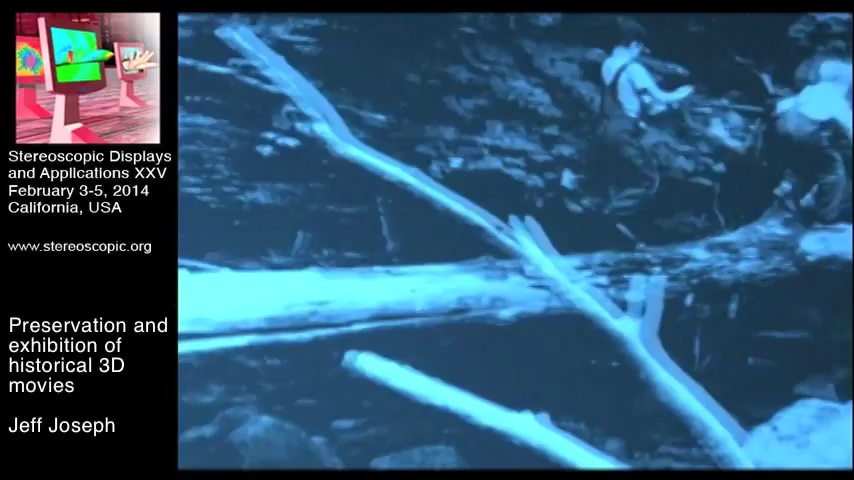 Stereoscopic Displays
and Applications XXV
February 3-5, 2014
California, USA
www.stereoscopic.org
Preservation and
exhibition of
historical 3D
movies
Jeff Joseph